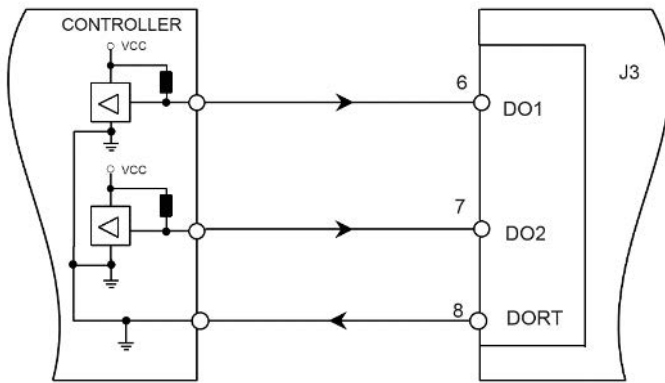 CONTROLLER
VCC
6
J3
DO1
VCC
7
DO2
8
DORT